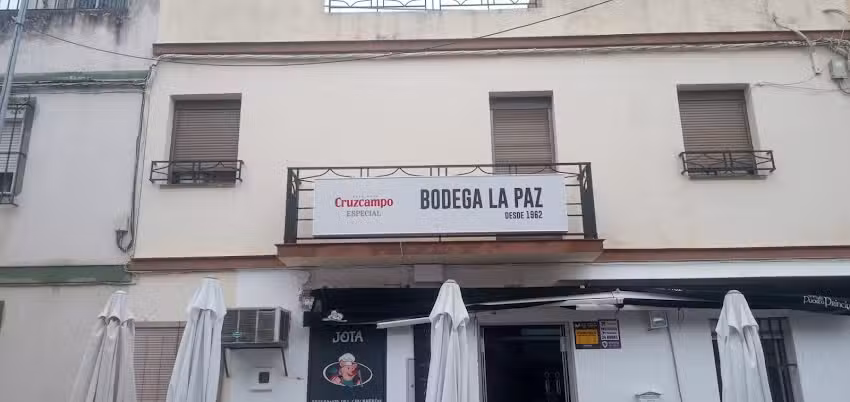 Cruzcampo
ESPECIAL
BODEGA LA PAZ
DESDE 1962
JOTA